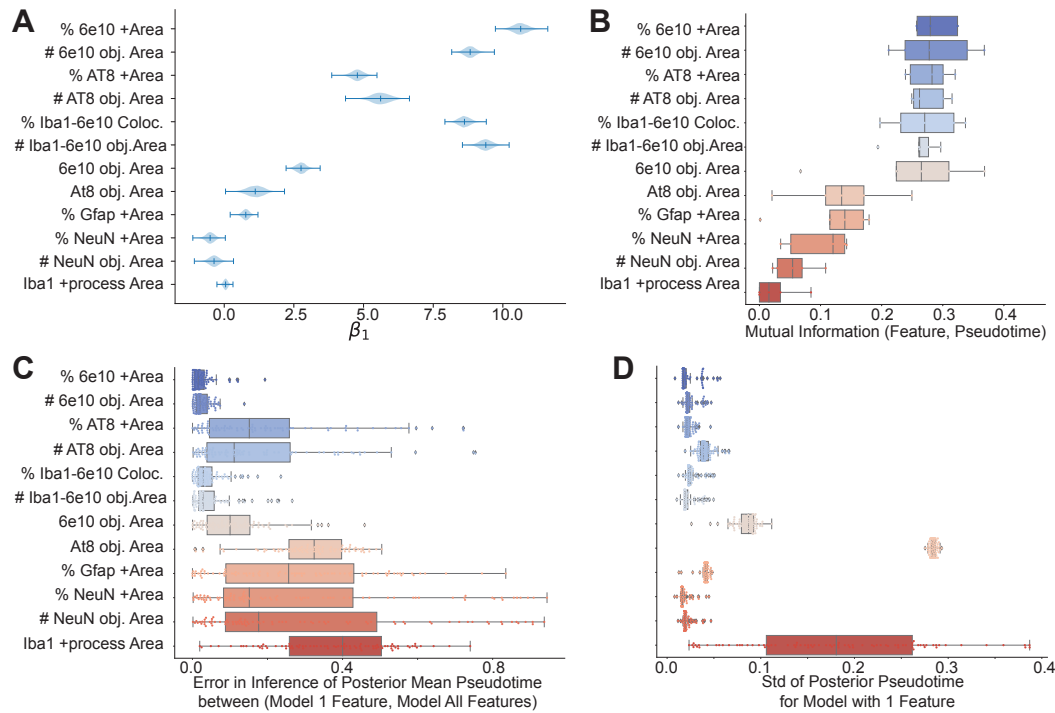 A
% 6e10 +Area
# 6e10 obj. Area
% AT8 +Area
# AT8 obj. Area
% Iba1-6e10 Coloc.
# Iba1-6e10 obj.Area
6e10 obj. Area
At8 obj. Area
% Gfap +Area
% NeuN +Area
# NeuN obj. Area
Iba1 +process Area
0.0 2.5 5.0 7.5 10.0
β₁
B
% 6e10 +Area
# 6e10 obj. Area
% AT8 +Area
# AT8 obj. Area
% Iba1-6e10 Coloc.
# Iba1-6e10 obj.Area
6e10 obj. Area
At8 obj. Area
% Gfap +Area
% NeuN +Area
# NeuN obj. Area
Iba1 +process Area
0.0 0.1 0.2 0.3 0.4
Mutual Information (Feature, Pseudotime)
C
% 6e10 +Area
# 6e10 obj. Area
% AT8 +Area
# AT8 obj. Area
% Iba1-6e10 Coloc.
# Iba1-6e10 obj.Area
6e10 obj. Area
At8 obj. Area
% Gfap +Area
% NeuN +Area
# NeuN obj. Area
Iba1 +process Area
0.0 0.4 0.8
Error in Inference of Posterior Mean Pseudotime
between (Model 1 Feature, Model All Features)
D
0.0 0.1 0.2 0.3 0.4
Std of Posterior Pseudotime
for Model with 1 Feature